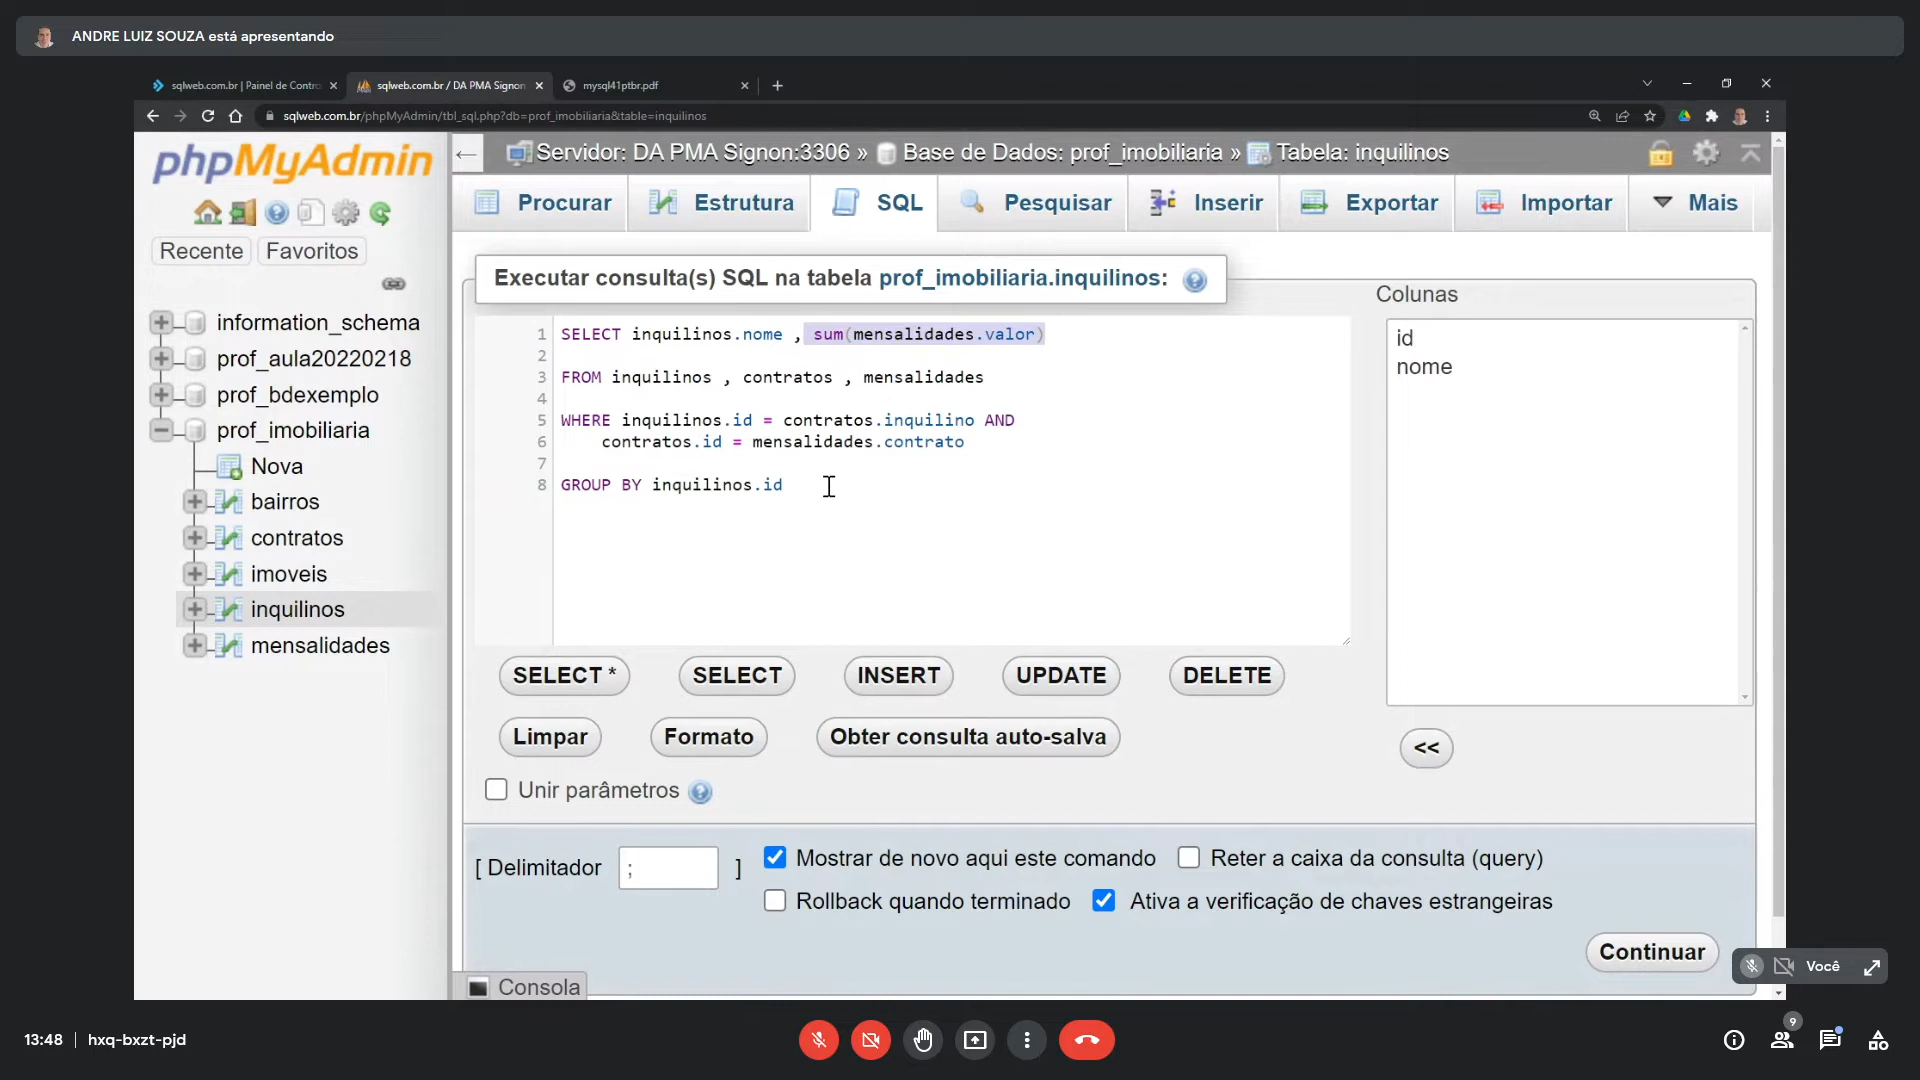 ANDRE LUIZ SOUZA está apresentando
sqlweb.com.br | Painel de Contro
sqlweb.com.br / DA PMA Signon
mysql41ptbr.pdf
sqlweb.com.br/phpMyAdmin/tbl_sql.php?db=prof_imobiliaria&table=inquilinos
phpMyAdmin
Servidor: DA PMA Signon:3306 » Base de Dados: prof_imobiliaria » Tabela: inquilinos
Procurar Estrutura SQL Pesquisar Inserir Exportar Importar Mais
Recente Favoritos
information_schema
prof_aula20220218
prof_bdexemplo
prof_imobiliaria
Nova
bairros
contratos
imoveis
inquilinos
mensalidades
Executar consulta(s) SQL na tabela prof_imobiliaria.inquilinos:
1 SELECT inquilinos.nome , sum(mensalidades.valor)
2
3 FROM inquilinos , contratos , mensalidades
4
5 WHERE inquilinos.id = contratos.inquilino AND
6 contratos.id = mensalidades.contrato
7
8 GROUP BY inquilinos.id
Colunas
id
nome
SELECT * SELECT INSERT UPDATE DELETE
Limpar Formato Obter consulta auto-salva
<<
Unir parâmetros
[ Delimitador ; ]
Mostrar de novo aqui este comando Reter a caixa da consulta (query)
Rollback quando terminado Ativa a verificação de chaves estrangeiras
Continuar
Consola
Você
13:48 | hxq-bxzt-pjd
9